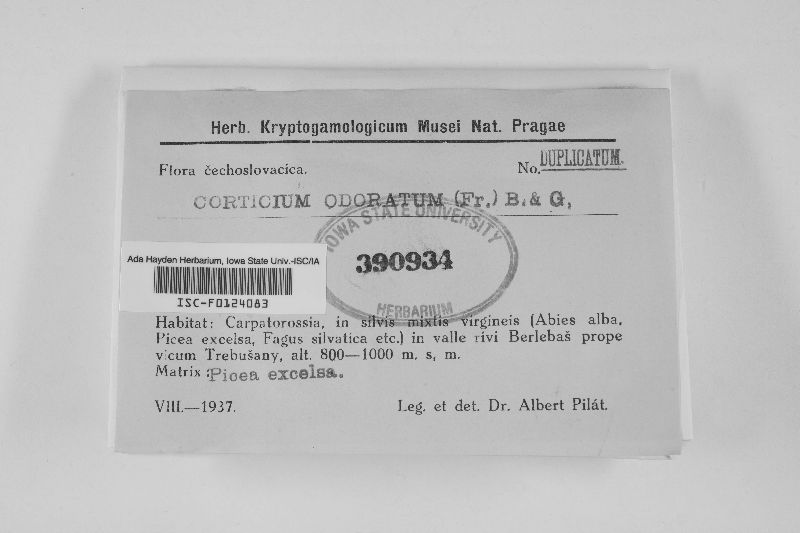 Herb. Kryptogamologicum Musei Nat. Pragae
Flora čechoslovacica.
No. DUPLICATUM.
CORTICIUM ODORATUM (Fr.) B. & G,
IOWA STATE UNIVERSITY
390934
HERBARIUM
Ada Hayden Herbarium, Iowa State Univ.-ISC/IA
ISC-F0124083
Habitat: Carpatorossia, in silvis mixtis virgineis (Abies alba,
Picea excelsa, Fagus silvatica etc.) in valle rivi Berlebaš prope
vicum Trebušany, alt. 800—1000 m. s. m.
Matrix :Picea excelsa.
VIII.—1937.
Leg. et det. Dr. Albert Pilát.